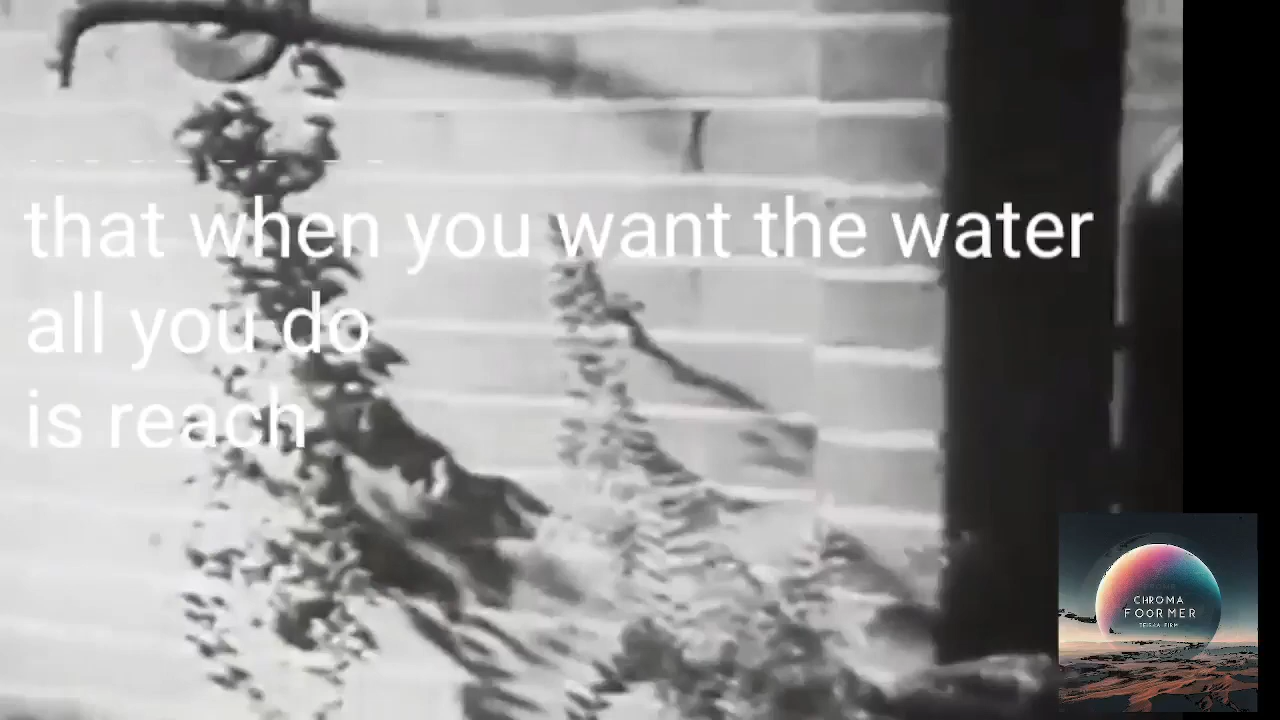 that when you want the water
all you do
is reach
CHROMA
FOORMER